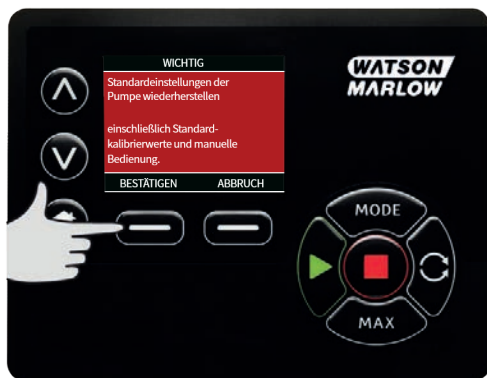 WICHTIG
Standardeinstellungen der
Pumpe wiederherstellen
einschließlich Standard-
kalibrierwerte und manuelle
Bedienung.
BESTÄTIGEN ABBRUCH
WATSON
MARLOW
MODE
MAX